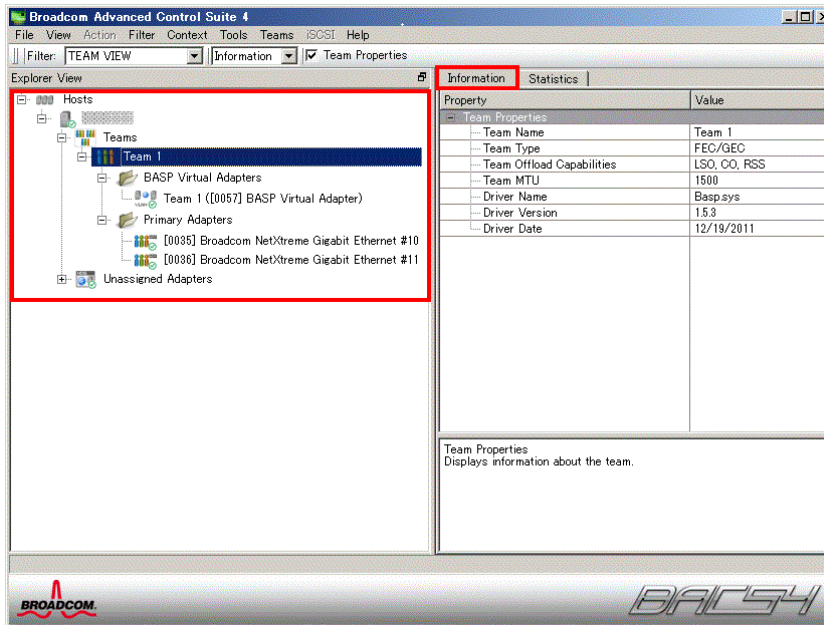 Broadcom Advanced Control Suite 4
File View Action Filter Context Tools Teams iSCSI Help
Filter: TEAM VIEW Information Team Properties
Explorer View
Hosts
Teams
Team 1
BASP Virtual Adapters
Team 1 ([0057] BASP Virtual Adapter)
Primary Adapters
[0035] Broadcom NetXtreme Gigabit Ethernet #10
[0036] Broadcom NetXtreme Gigabit Ethernet #11
Unassigned Adapters
Information Statistics
Property Value
Team Properties
Team Name Team 1
Team Type FEC/GEC
Team Offload Capabilities LSO, CO, RSS
Team MTU 1500
Driver Name Basp.sys
Driver Version 1.5.3
Driver Date 12/19/2011
Team Properties
Displays information about the team.
BROADCOM.
BACS4